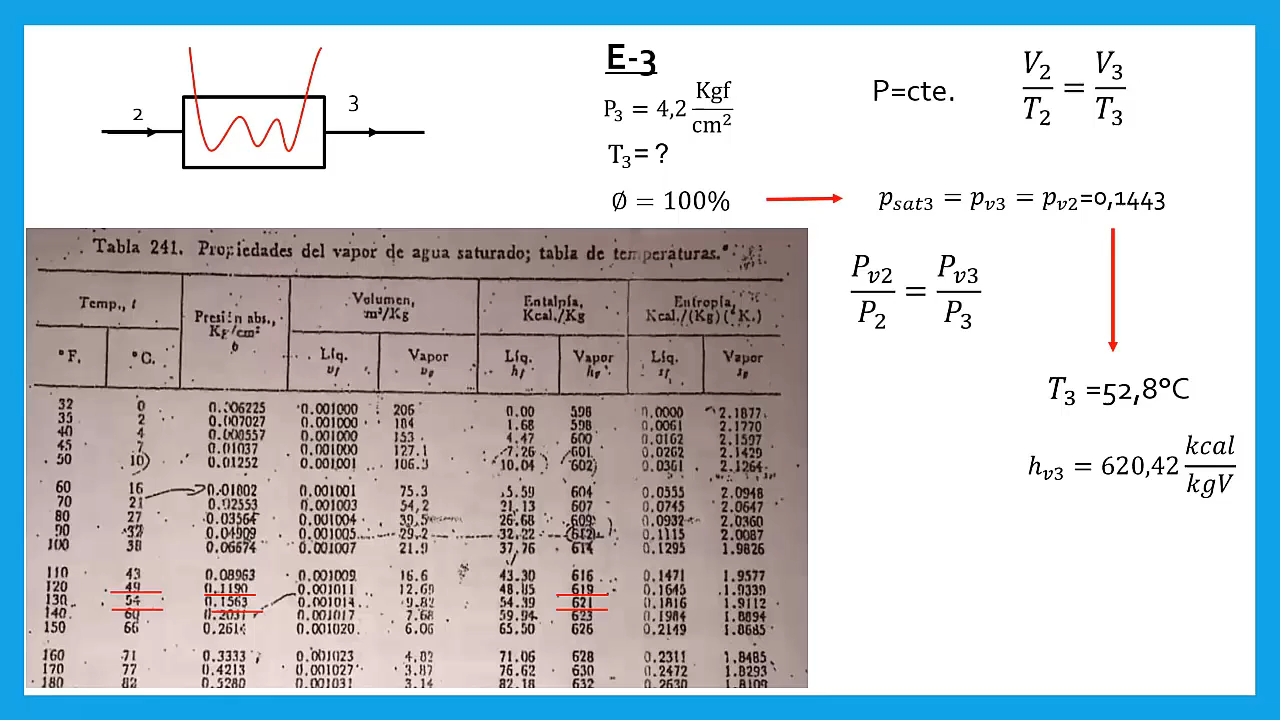 2
3
E-3
P₃ = 4,2 Kgf/cm²
T₃= ?
Ø = 100%
P=cte.
V₂/T₂ = V₃/T₃
p_sat3 = p_v3 = p_v2=0,1443
P_v2/P₂ = P_v3/P₃
T₃ =52,8°C
h_v3 = 620,42 kcal/kgV
Tabla 241. Propiedades del vapor de agua saturado; tabla de temperaturas.
Temp., t Presión abs., Kg/cm² Volumen, m³/Kg Entalpía, Kcal./Kg Entropía, Kcal./(Kg)(°K.)
°F. °C. Líq. Vapor Líq. Vapor Líq. Vapor
32 0 0.006225 0.001000 206 0.00 598 0.0000 2.1877
35 2 0.007027 0.001000 184 1.68 598 0.0061 2.1770
40 4 0.001000 153 4.47 600 0.0162 2.1597
45 7 0.01037 0.001000 127.1 7.26 601 0.0262 2.1429
50 10 0.01252 0.001001 106.3 10.04 602 0.0361 2.1264
60 16 0.01802 0.001001 75.3 604 0.0555 2.0948
70 21 0.02553 0.001003 54,2 21.13 607 0.0745 2.0647
80 27 0.03564 0.001004 39.5 26.68 609 0.0932 2.0360
90 32 0.04909 0.001005 29.2 32.22 612 0.1115 2.0087
100 38 0.06674 0.001007 21.9 37,76 614 0.1295 1.9826
110 43 0.08963 0.001009 16.6 43.30 616 0.1471 1.9577
120 49 0.1190 0.001011 12.69 48.85 619 0.1645 1.9339
130 54 0.1563 0.001014 9.82 54.39 621 0.1816 1.9112
140 60 0.2031 0.001017 7.68 59.94 623 0.1984 1.8894
150 66 0.2614 0.001020 6.06 65.50 626 0.2149 1.8685
160 71 0.3333 0.001023 4.82 71.06 628 0.2311 1.8485
170 77 0.4213 0.001027 3.87 76.62 630 0.2472 1.8293
180 82 0.5280 0.001031 3.14 82.18 632 0.2630 1.8109